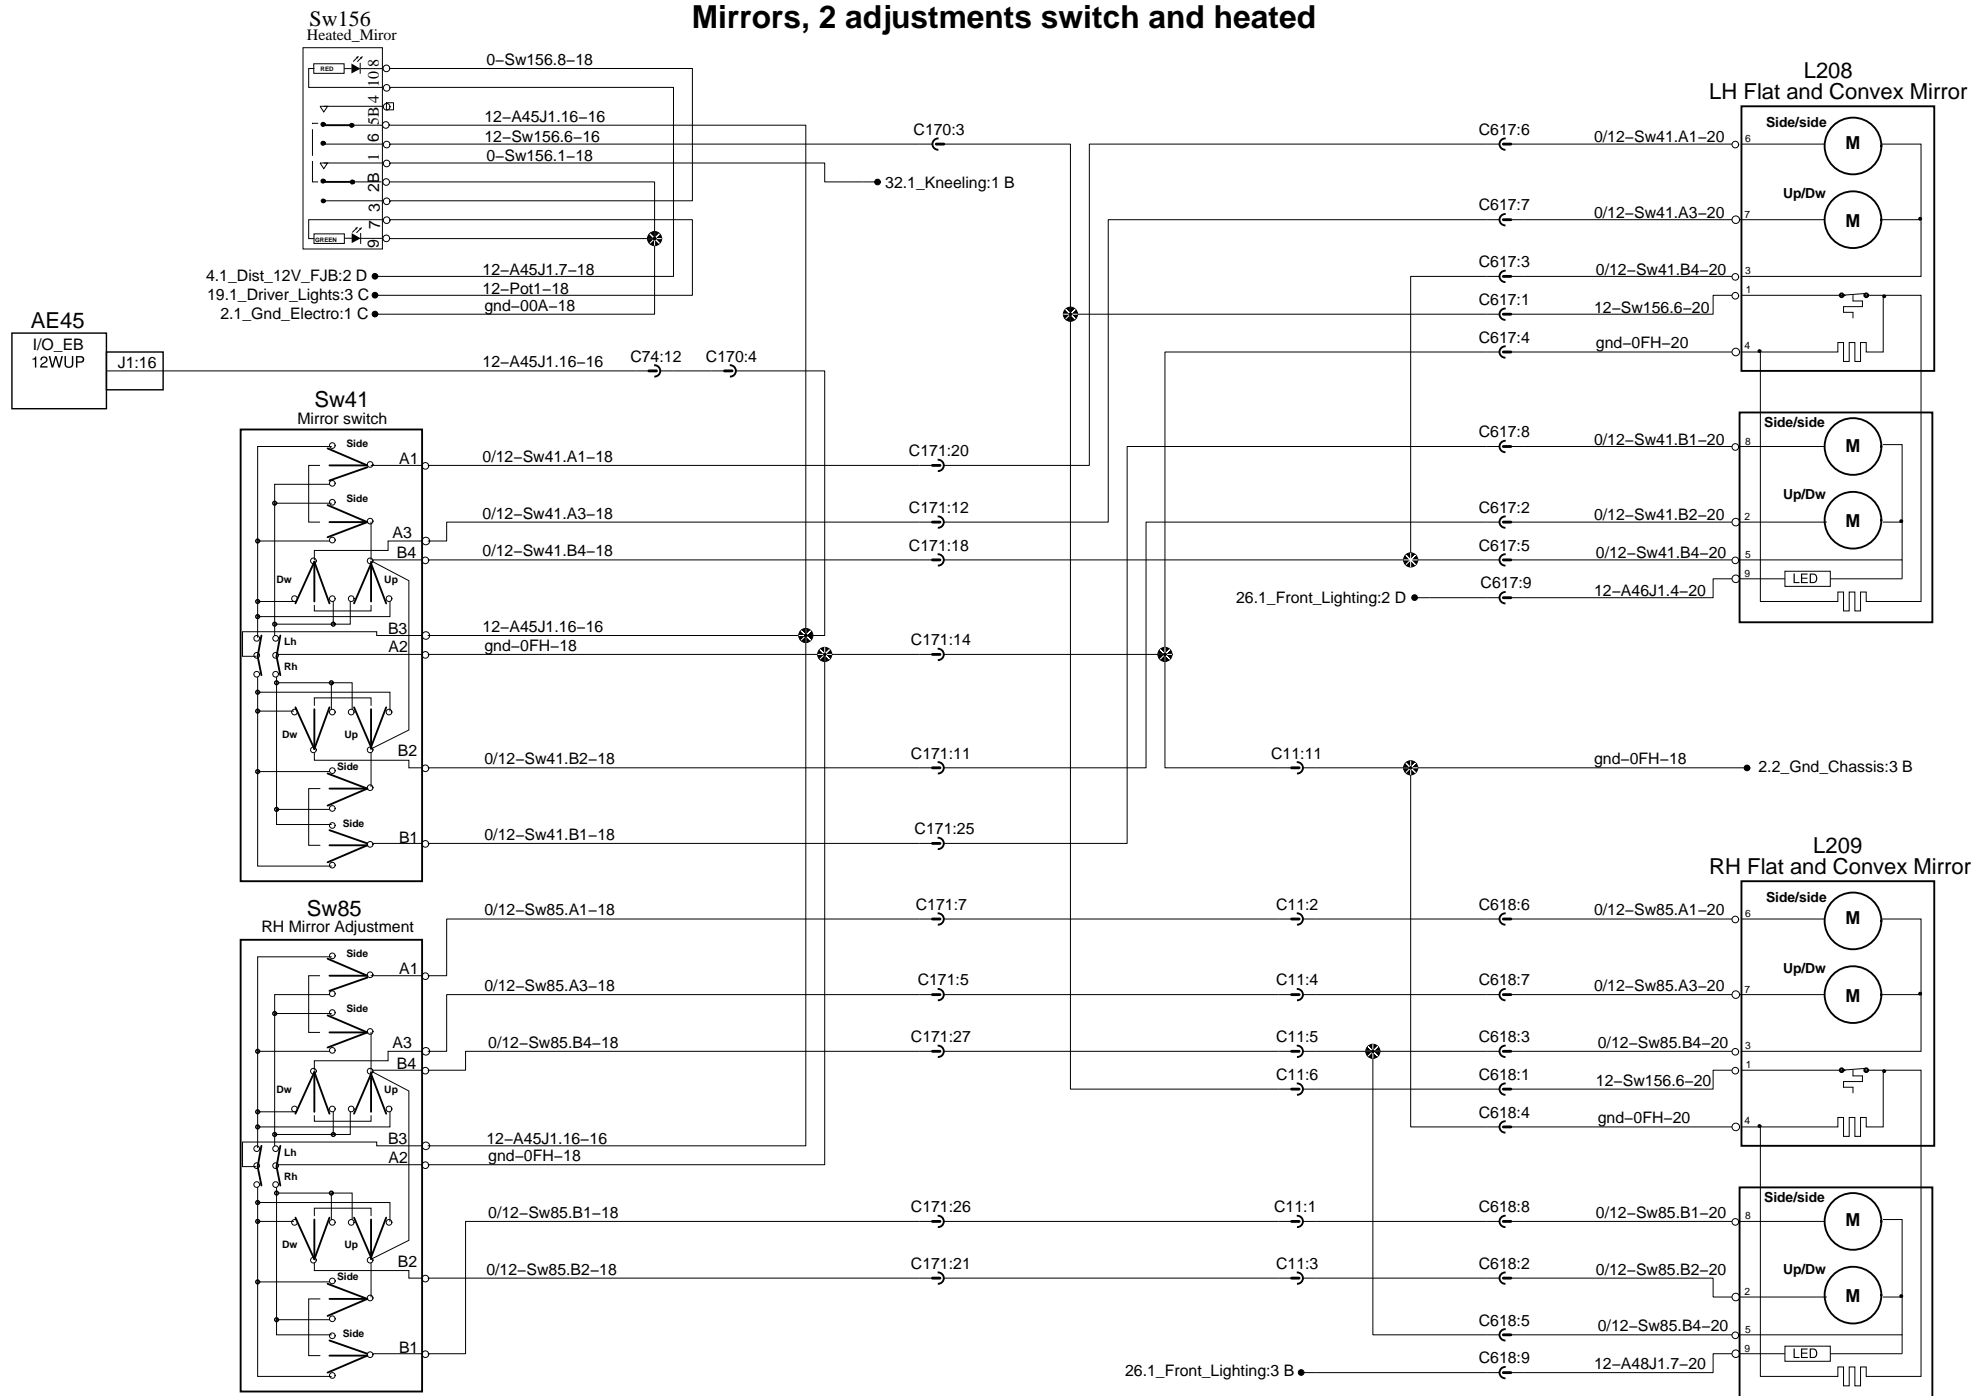 Mirrors, 2 adjustments switch and heated
Sw156
Heated_Miror
RED
8
10
4
5B
6
1
2B
3
7
9
GREEN
0–Sw156.8–18
12–A45J1.16–16
12–Sw156.6–16
0–Sw156.1–18
C170:3
32.1_Kneeling:1 B
4.1_Dist_12V_FJB:2 D
12–A45J1.7–18
19.1_Driver_Lights:3 C
12–Pot1–18
2.1_Gnd_Electro:1 C
gnd–00A–18
AE45
I/O_EB
12WUP
J1:16
12–A45J1.16–16
C74:12
C170:4
L208
LH Flat and Convex Mirror
C617:6
0/12–Sw41.A1–20
6
Side/side
M
C617:7
0/12–Sw41.A3–20
7
Up/Dw
M
C617:3
0/12–Sw41.B4–20
3
C617:1
12–Sw156.6–20
1
C617:4
gnd–0FH–20
4
C617:8
0/12–Sw41.B1–20
8
Side/side
M
C617:2
0/12–Sw41.B2–20
2
Up/Dw
M
C617:5
0/12–Sw41.B4–20
5
26.1_Front_Lighting:2 D
C617:9
12–A46J1.4–20
9
LED
Sw41
Mirror switch
Side
A1
0/12–Sw41.A1–18
C171:20
Side
A3
0/12–Sw41.A3–18
C171:12
B4
0/12–Sw41.B4–18
C171:18
Dw
Up
B3
12–A45J1.16–16
Lh
A2
gnd–0FH–18
C171:14
Rh
Dw
Up
B2
0/12–Sw41.B2–18
C171:11
Side
Side
B1
0/12–Sw41.B1–18
C171:25
C11:11
gnd–0FH–18
2.2_Gnd_Chassis:3 B
Sw85
RH Mirror Adjustment
Side
A1
0/12–Sw85.A1–18
C171:7
C11:2
Side
A3
0/12–Sw85.A3–18
C171:5
C11:4
B4
0/12–Sw85.B4–18
C171:27
C11:5
C11:6
Dw
Up
B3
12–A45J1.16–16
Lh
A2
gnd–0FH–18
Rh
0/12–Sw85.B1–18
C171:26
C11:1
Dw
Up
B2
0/12–Sw85.B2–18
C171:21
C11:3
Side
Side
B1
L209
RH Flat and Convex Mirror
C618:6
0/12–Sw85.A1–20
6
Side/side
M
C618:7
0/12–Sw85.A3–20
7
Up/Dw
M
C618:3
0/12–Sw85.B4–20
3
C618:1
12–Sw156.6–20
1
C618:4
gnd–0FH–20
4
C618:8
0/12–Sw85.B1–20
8
Side/side
M
C618:2
0/12–Sw85.B2–20
2
Up/Dw
M
C618:5
0/12–Sw85.B4–20
5
26.1_Front_Lighting:3 B
C618:9
12–A48J1.7–20
9
LED